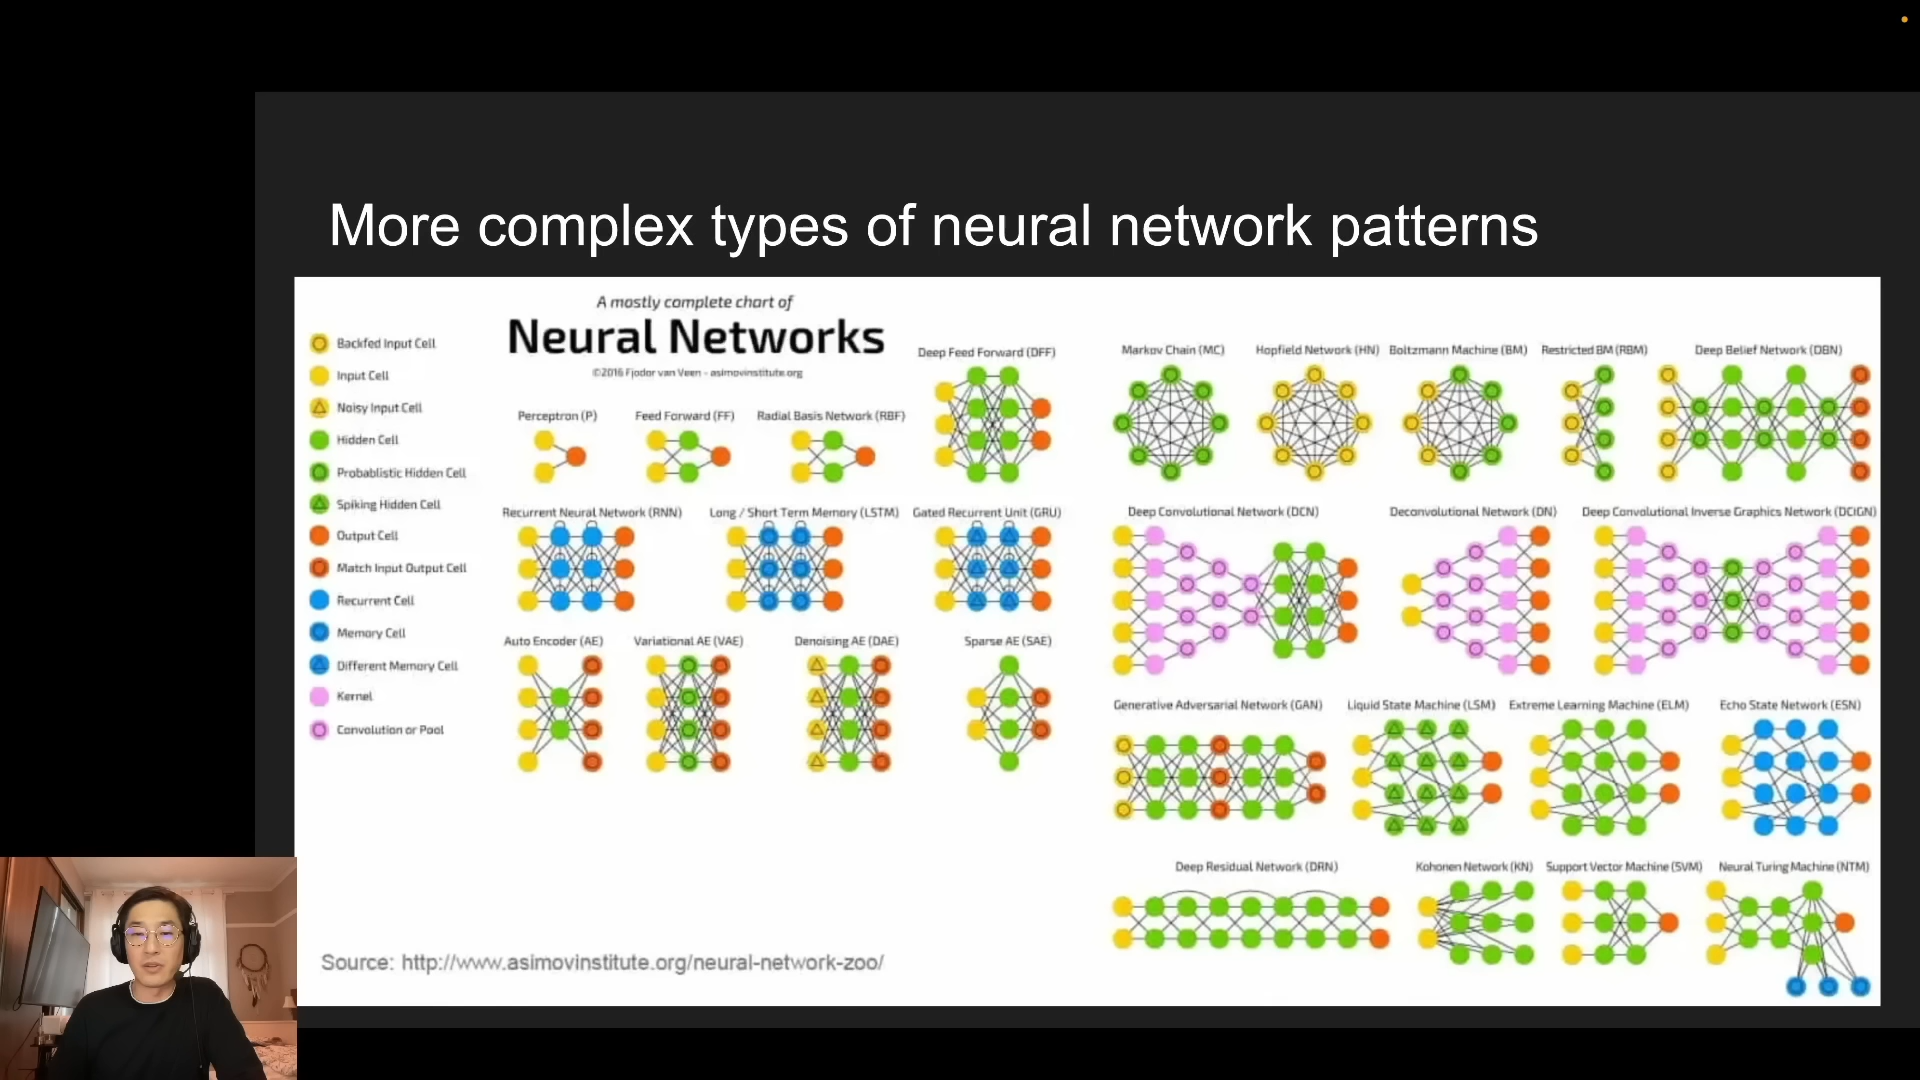 More complex types of neural network patterns
A mostly complete chart of
Neural Networks
©2016 Fjodor van Veen - asimovinstitute.org
Backfed Input Cell
Input Cell
Noisy Input Cell
Hidden Cell
Probablistic Hidden Cell
Spiking Hidden Cell
Output Cell
Match Input Output Cell
Recurrent Cell
Memory Cell
Different Memory Cell
Kernel
Convolution or Pool
Deep Feed Forward (DFF)
Perceptron (P)
Feed Forward (FF)
Radial Basis Network (RBF)
Recurrent Neural Network (RNN)
Long / Short Term Memory (LSTM)
Gated Recurrent Unit (GRU)
Auto Encoder (AE)
Variational AE (VAE)
Denoising AE (DAE)
Sparse AE (SAE)
Markov Chain (MC)
Hopfield Network (HN)
Boltzmann Machine (BM)
Restricted BM (RBM)
Deep Belief Network (DBN)
Deep Convolutional Network (DCN)
Deconvolutional Network (DN)
Deep Convolutional Inverse Graphics Network (DCIGN)
Generative Adversarial Network (GAN)
Liquid State Machine (LSM)
Extreme Learning Machine (ELM)
Echo State Network (ESN)
Deep Residual Network (DRN)
Kohonen Network (KN)
Support Vector Machine (SVM)
Neural Turing Machine (NTM)
Source: http://www.asimovinstitute.org/neural-network-zoo/